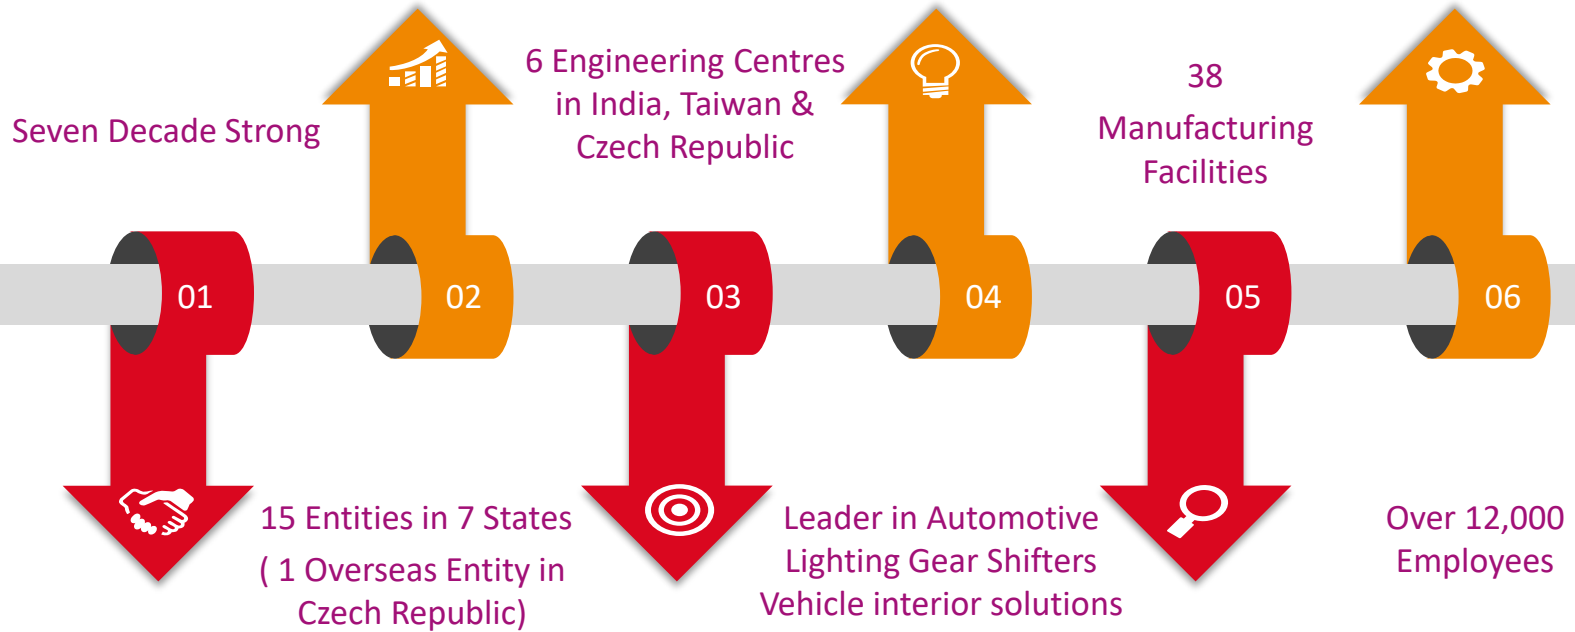 Seven Decade Strong
01
15 Entities in 7 States
( 1 Overseas Entity in
Czech Republic)
02
6 Engineering Centres
in India, Taiwan &
Czech Republic
03
Leader in Automotive
Lighting Gear Shifters
Vehicle interior solutions
04
38
Manufacturing
Facilities
05
Over 12,000
Employees
06